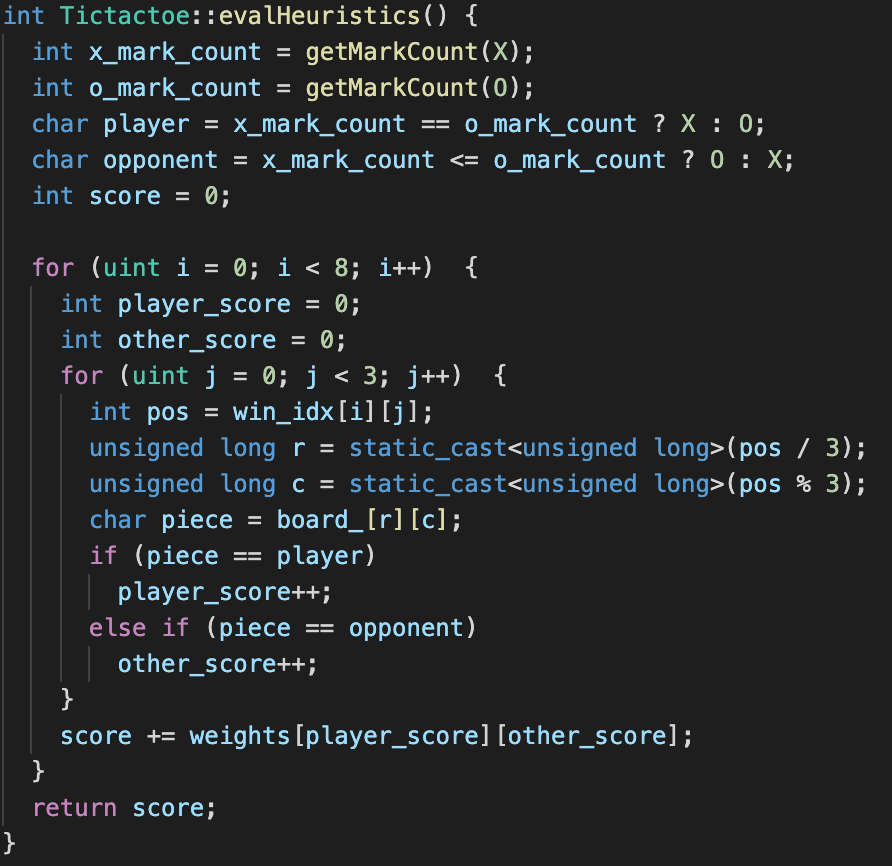 int Tictactoe::evalHeuristics() {
  int x_mark_count = getMarkCount(X);
  int o_mark_count = getMarkCount(O);
  char player = x_mark_count == o_mark_count ? X : O;
  char opponent = x_mark_count <= o_mark_count ? O : X;
  int score = 0;

  for (uint i = 0; i < 8; i++)  {
    int player_score = 0;
    int other_score = 0;
    for (uint j = 0; j < 3; j++)  {
      int pos = win_idx[i][j];
      unsigned long r = static_cast<unsigned long>(pos / 3);
      unsigned long c = static_cast<unsigned long>(pos % 3);
      char piece = board_[r][c];
      if (piece == player)
        player_score++;
      else if (piece == opponent)
        other_score++;
    }
    score += weights[player_score][other_score];
  }
  return score;
}